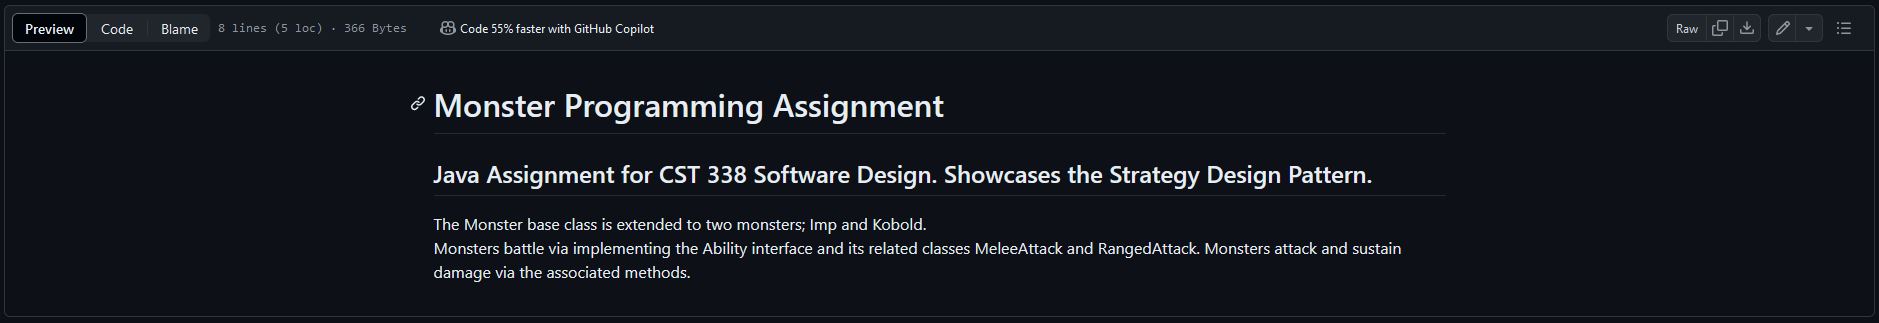 Preview Code Blame 8 lines (5 loc) · 366 Bytes Code 55% faster with GitHub Copilot Raw
Monster Programming Assignment
Java Assignment for CST 338 Software Design. Showcases the Strategy Design Pattern.
The Monster base class is extended to two monsters; Imp and Kobold.
Monsters battle via implementing the Ability interface and its related classes MeleeAttack and RangedAttack. Monsters attack and sustain
damage via the associated methods.